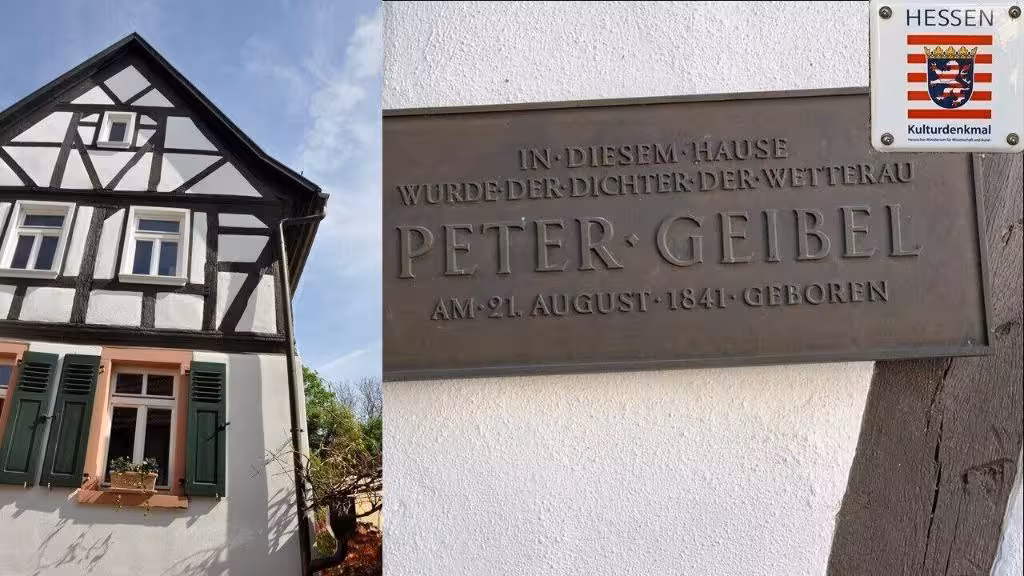 HESSEN
Kulturdenkmal
IN·DIESEM·HAUSE
WURDE·DER·DICHTER·DER·WETTERAU
PETER·GEIBEL
AM·21. AUGUST·1841·GEBOREN